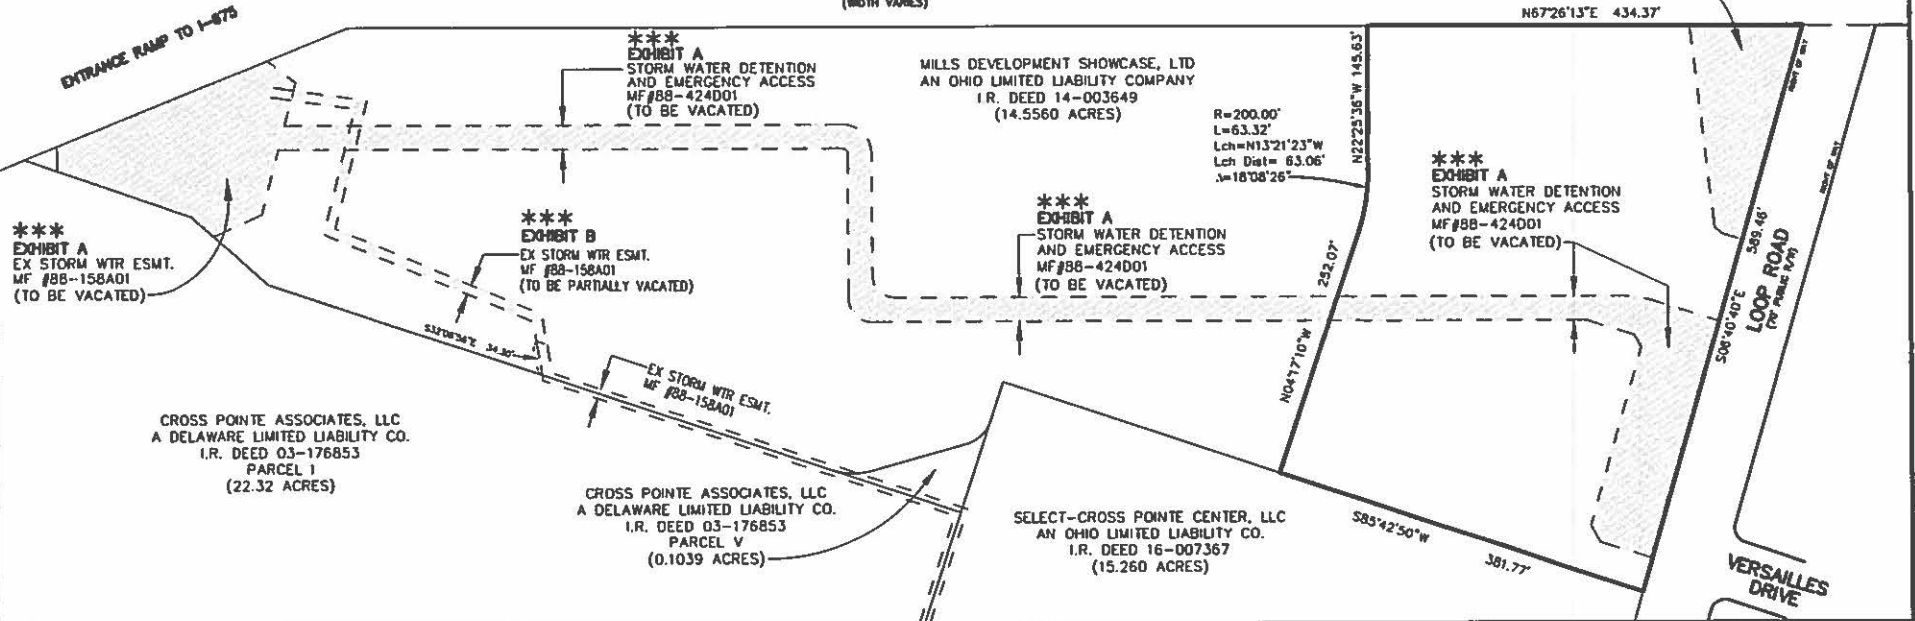 (WIDTH VARIES)
N67°26'13"E 434.37'
ENTRANCE RAMP TO I-675
***
EXHIBIT A
STORM WATER DETENTION
AND EMERGENCY ACCESS
MF#88-424D01
(TO BE VACATED)
MILLS DEVELOPMENT SHOWCASE, LTD
AN OHIO LIMITED LIABILITY COMPANY
I.R. DEED 14-003649
(14.5560 ACRES)
R=200.00'
L=63.32'
Lch=N13°21'23"W
Lch Dist= 63.06'
Δ=18°08'26"
N22°25'36"W 145.63'
***
EXHIBIT A
STORM WATER DETENTION
AND EMERGENCY ACCESS
MF#88-424D01
(TO BE VACATED)
RIGHT OF WAY
RIGHT OF WAY
***
EXHIBIT A
EX STORM WTR ESMT.
MF #88-158A01
(TO BE VACATED)
***
EXHIBIT B
EX STORM WTR ESMT.
MF #88-158A01
(TO BE PARTIALLY VACATED)
***
EXHIBIT A
STORM WATER DETENTION
AND EMERGENCY ACCESS
MF#88-424D01
(TO BE VACATED)
N04°17'10"W 252.07'
S06°40'40"E 589.46'
LOOP ROAD
(70' PUBLIC R/W)
EX STORM WTR ESMT.
MF #88-158A01
CROSS POINTE ASSOCIATES, LLC
A DELAWARE LIMITED LIABILITY CO.
I.R. DEED 03-176853
PARCEL I
(22.32 ACRES)
CROSS POINTE ASSOCIATES, LLC
A DELAWARE LIMITED LIABILITY CO.
I.R. DEED 03-176853
PARCEL V
(0.1039 ACRES)
SELECT-CROSS POINTE CENTER, LLC
AN OHIO LIMITED LIABILITY CO.
I.R. DEED 16-007367
(15.260 ACRES)
S85°42'50"W 381.77'
VERSAILLES
DRIVE